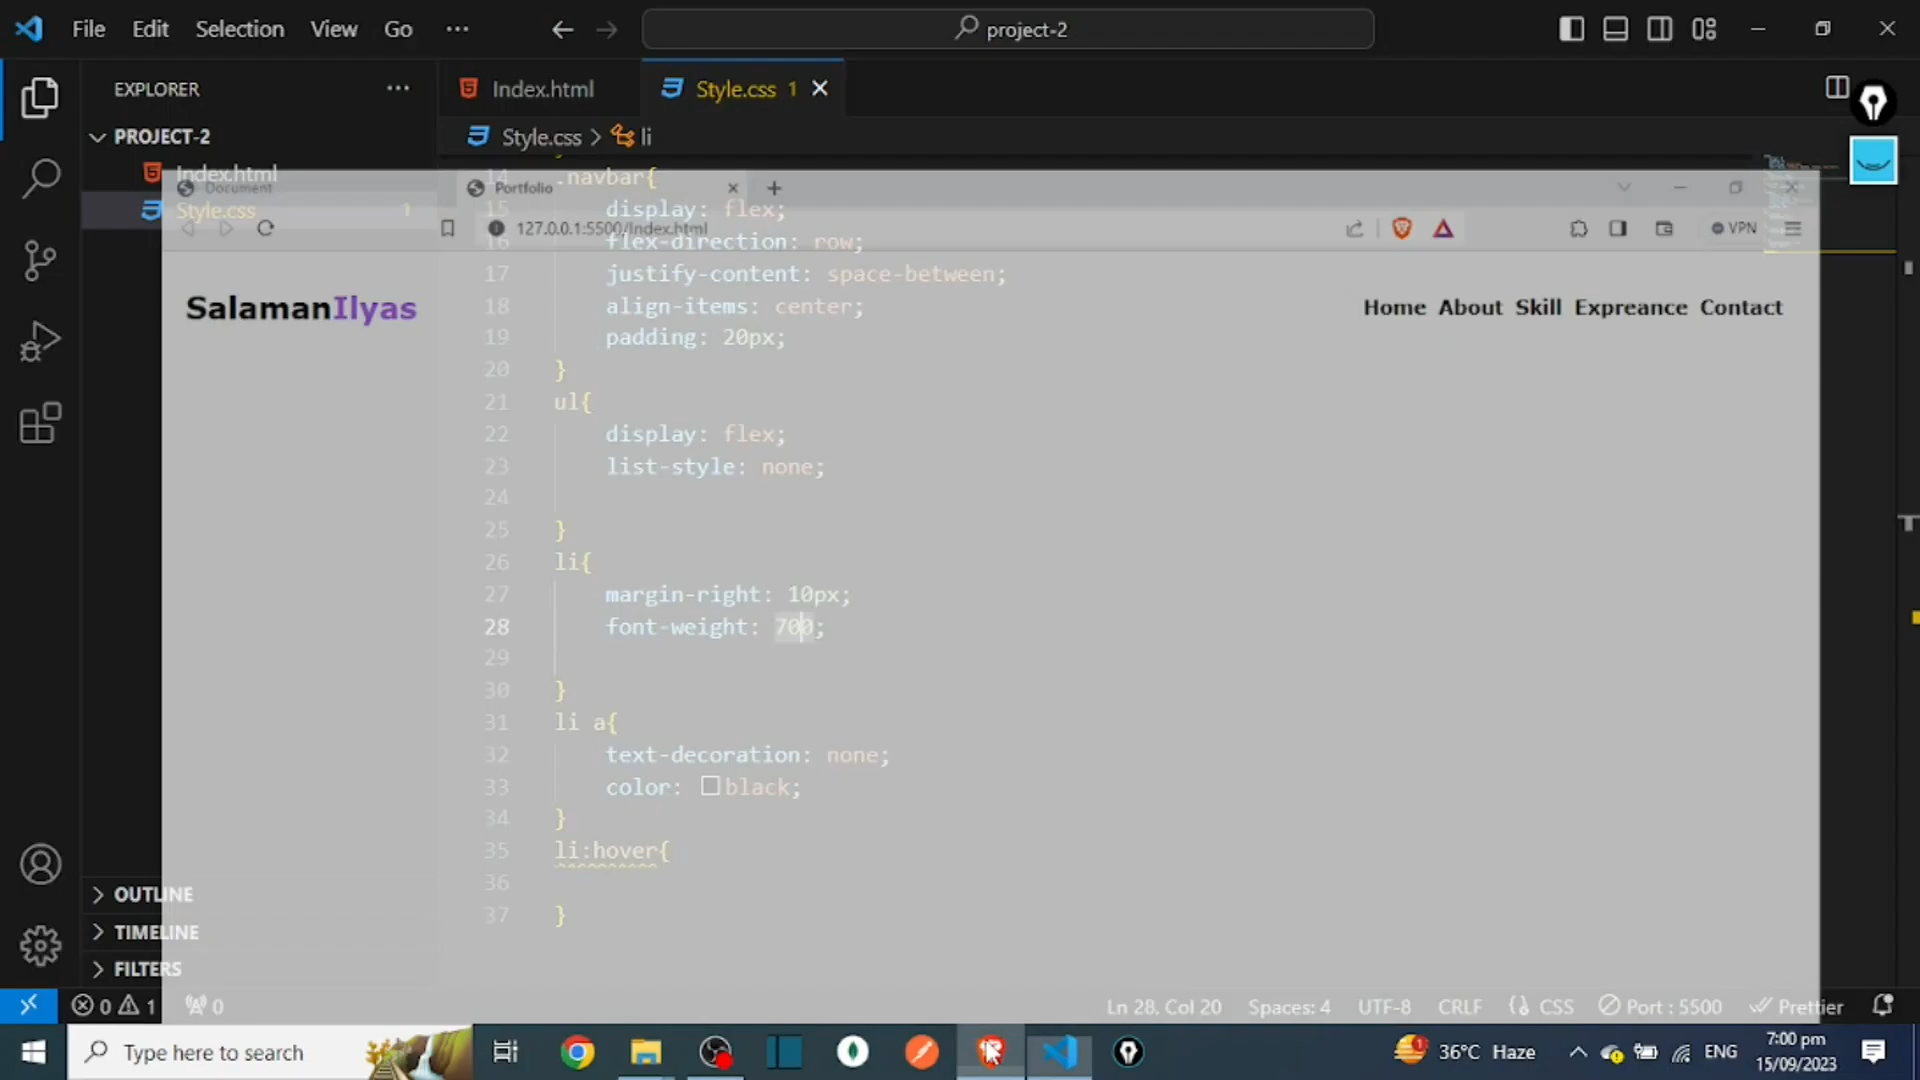 File Edit Selection View Go ··· project-2
EXPLORER ···
Index.html
Style.css 1
PROJECT-2
Style.css > li
Index.html
Style.css 1
Document
Portfolio
127.0.0.1:5500/Index.html
VPN
SalamanIlyas
Home About Skill Expreance Contact
14 .navbar{
15 display: flex;
16 flex-direction: row;
17 justify-content: space-between;
18 align-items: center;
19 padding: 20px;
20 }
21 ul{
22 display: flex;
23 list-style: none;
24
25 }
26 li{
27 margin-right: 10px;
28 font-weight: 700;
29
30 }
31 li a{
32 text-decoration: none;
33 color: black;
34 }
35 li:hover{
36
37 }
OUTLINE
TIMELINE
FILTERS
0 1 0
Ln 28, Col 20 Spaces: 4 UTF-8 CRLF CSS Port : 5500 Prettier
Type here to search
1 36°C Haze ENG
7:00 pm
15/09/2023